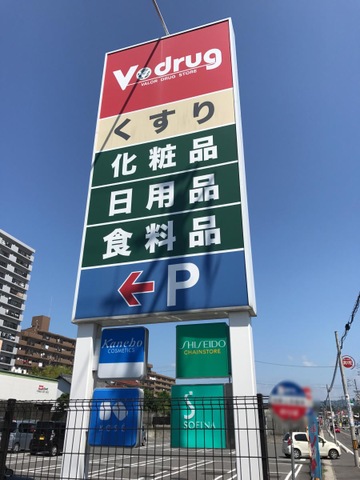 V drug
VALOR DRUG STORE
くすり
化粧品
日用品
食料品
P
Kanebo
COSMETICS
SHISEIDO
CHAINSTORE
KOSÉ
SOFINA